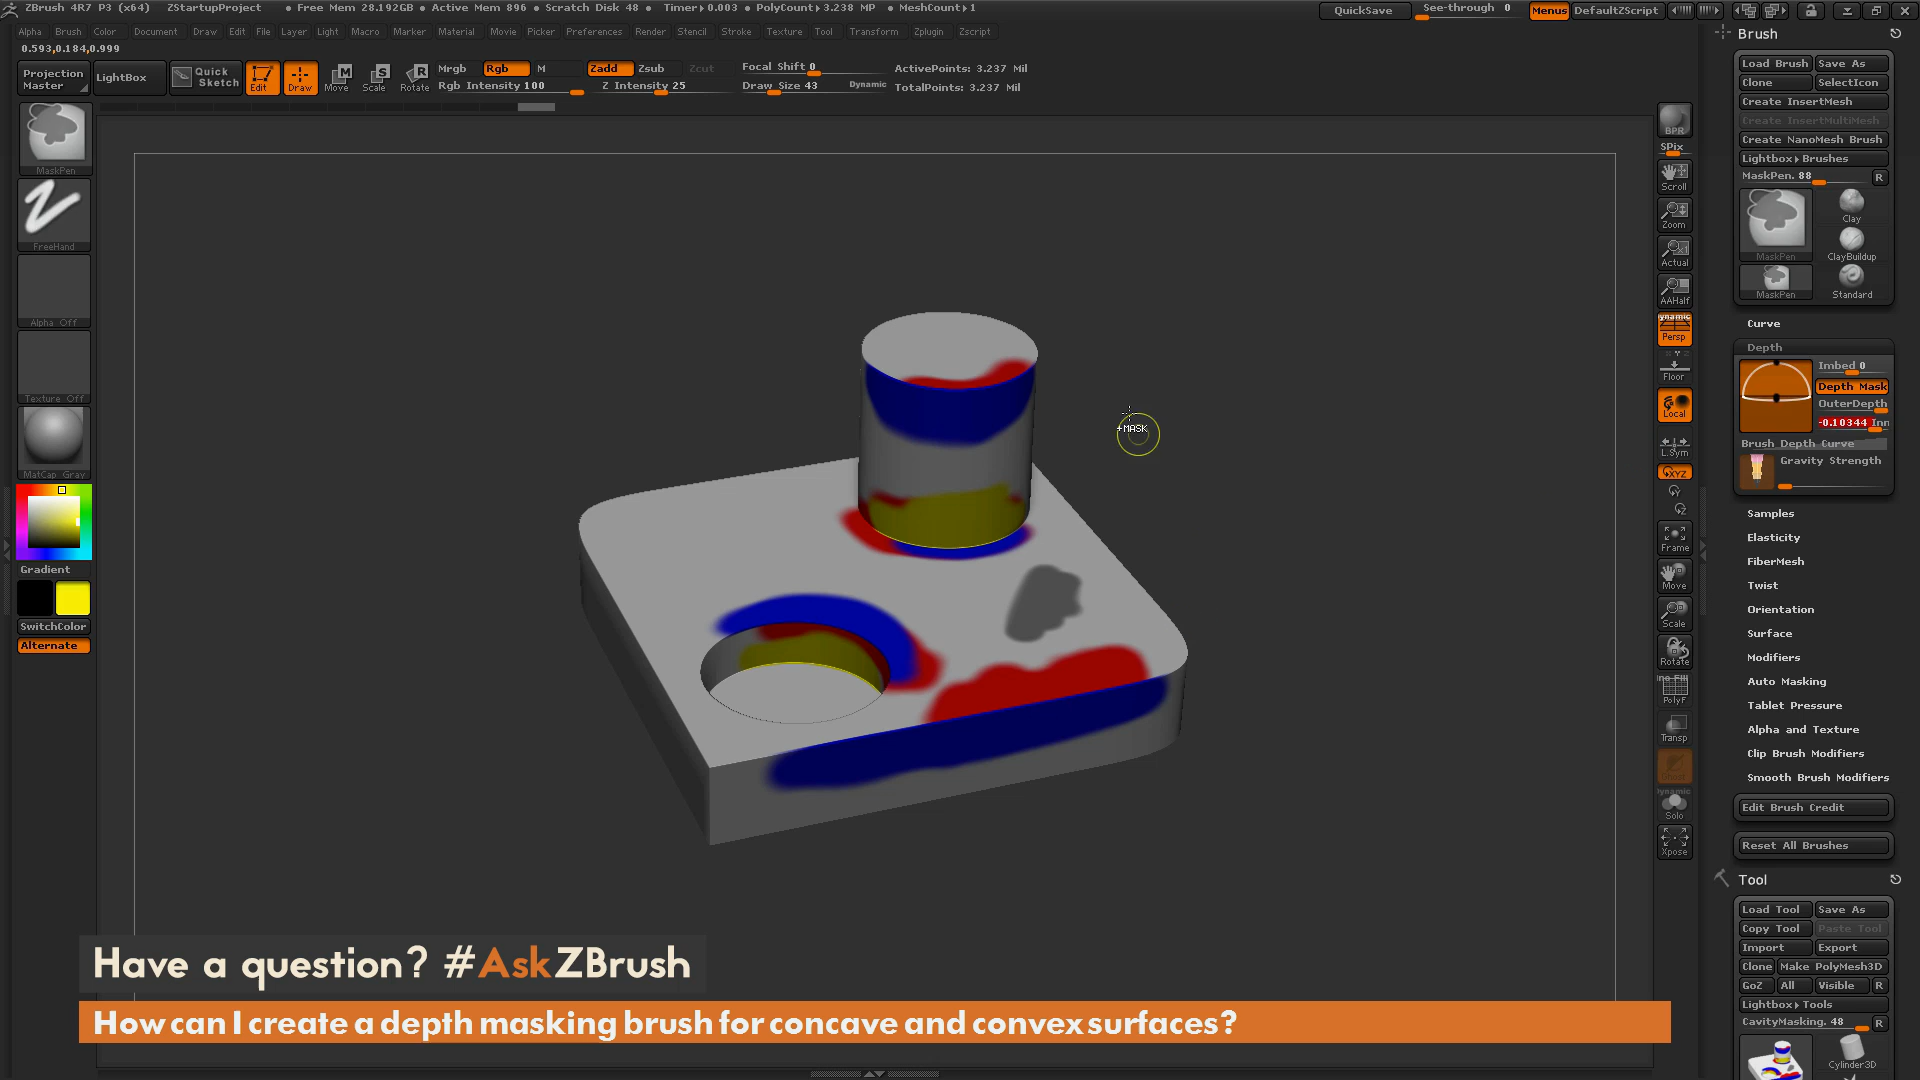 ZBrush 4R7 P3 (x64) ZStartupProject • Free Mem 28.192GB • Active Mem 896 • Scratch Disk 48 • Timer▸0.003 • PolyCount▸3.238 MP • MeshCount▸1 QuickSave See-through 0 Menus DefaultZScript
Alpha Brush Color Document Draw Edit File Layer Light Macro Marker Material Movie Picker Preferences Render Stencil Stroke Texture Tool Transform Zplugin Zscript
0.593,0.184,0.999
Projection Master
LightBox
Quick Sketch
Edit
Draw
Move
Scale
Rotate
Mrgb Rgb M
Rgb Intensity 100
Zadd Zsub Zcut
Z Intensity 25
Focal Shift 0
Draw Size 43 Dynamic
ActivePoints: 3.237 Mil
TotalPoints: 3.237 Mil
MaskPen
FreeHand
Alpha Off
Texture Off
MatCap Gray
Gradient
SwitchColor
Alternate
+MASK
BPR
SPix
Scroll
Zoom
Actual
AAHalf
Persp
Floor
Local
L.Sym
XYZ
Frame
Move
Scale
Rotate
PolyF
Transp
Ghost
Dynamic
Solo
Xpose
Brush
Load Brush Save As
Clone SelectIcon
Create InsertMesh
Create InsertMultiMesh
Create NanoMesh Brush
Lightbox▸Brushes
MaskPen. 88 R
MaskPen
Clay
ClayBuildup
MaskPen
Standard
Curve
Depth
Imbed 0
Depth Mask
OuterDepth
-0.10344 Inn
Brush Depth Curve
Gravity Strength
Samples
Elasticity
FiberMesh
Twist
Orientation
Surface
Modifiers
Auto Masking
Tablet Pressure
Alpha and Texture
Clip Brush Modifiers
Smooth Brush Modifiers
Edit Brush Credit
Reset All Brushes
Tool
Load Tool Save As
Copy Tool Paste Tool
Import Export
Clone Make PolyMesh3D
GoZ All Visible R
Lightbox▸Tools
CavityMasking. 48 R
Cylinder3D
Have a question? #AskZBrush
How can I create a depth masking brush for concave and convex surfaces?